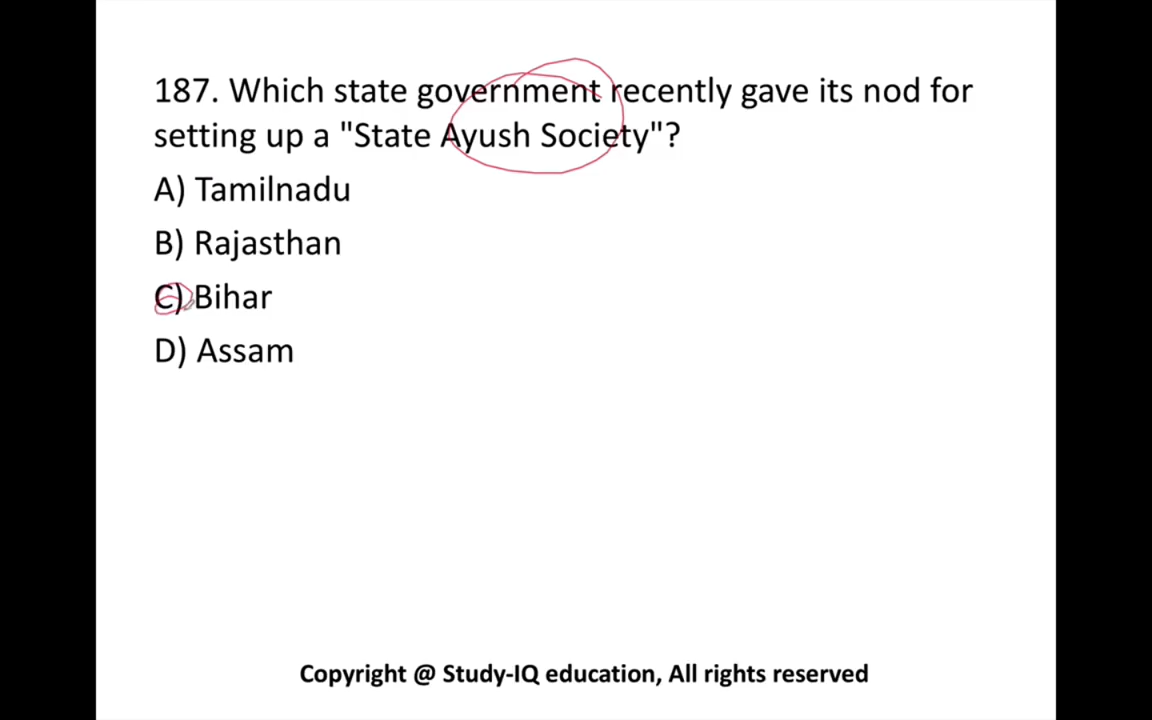 187. Which state government recently gave its nod for
setting up a "State Ayush Society"?
A) Tamilnadu
B) Rajasthan
C) Bihar
D) Assam
Copyright @ Study-IQ education, All rights reserved